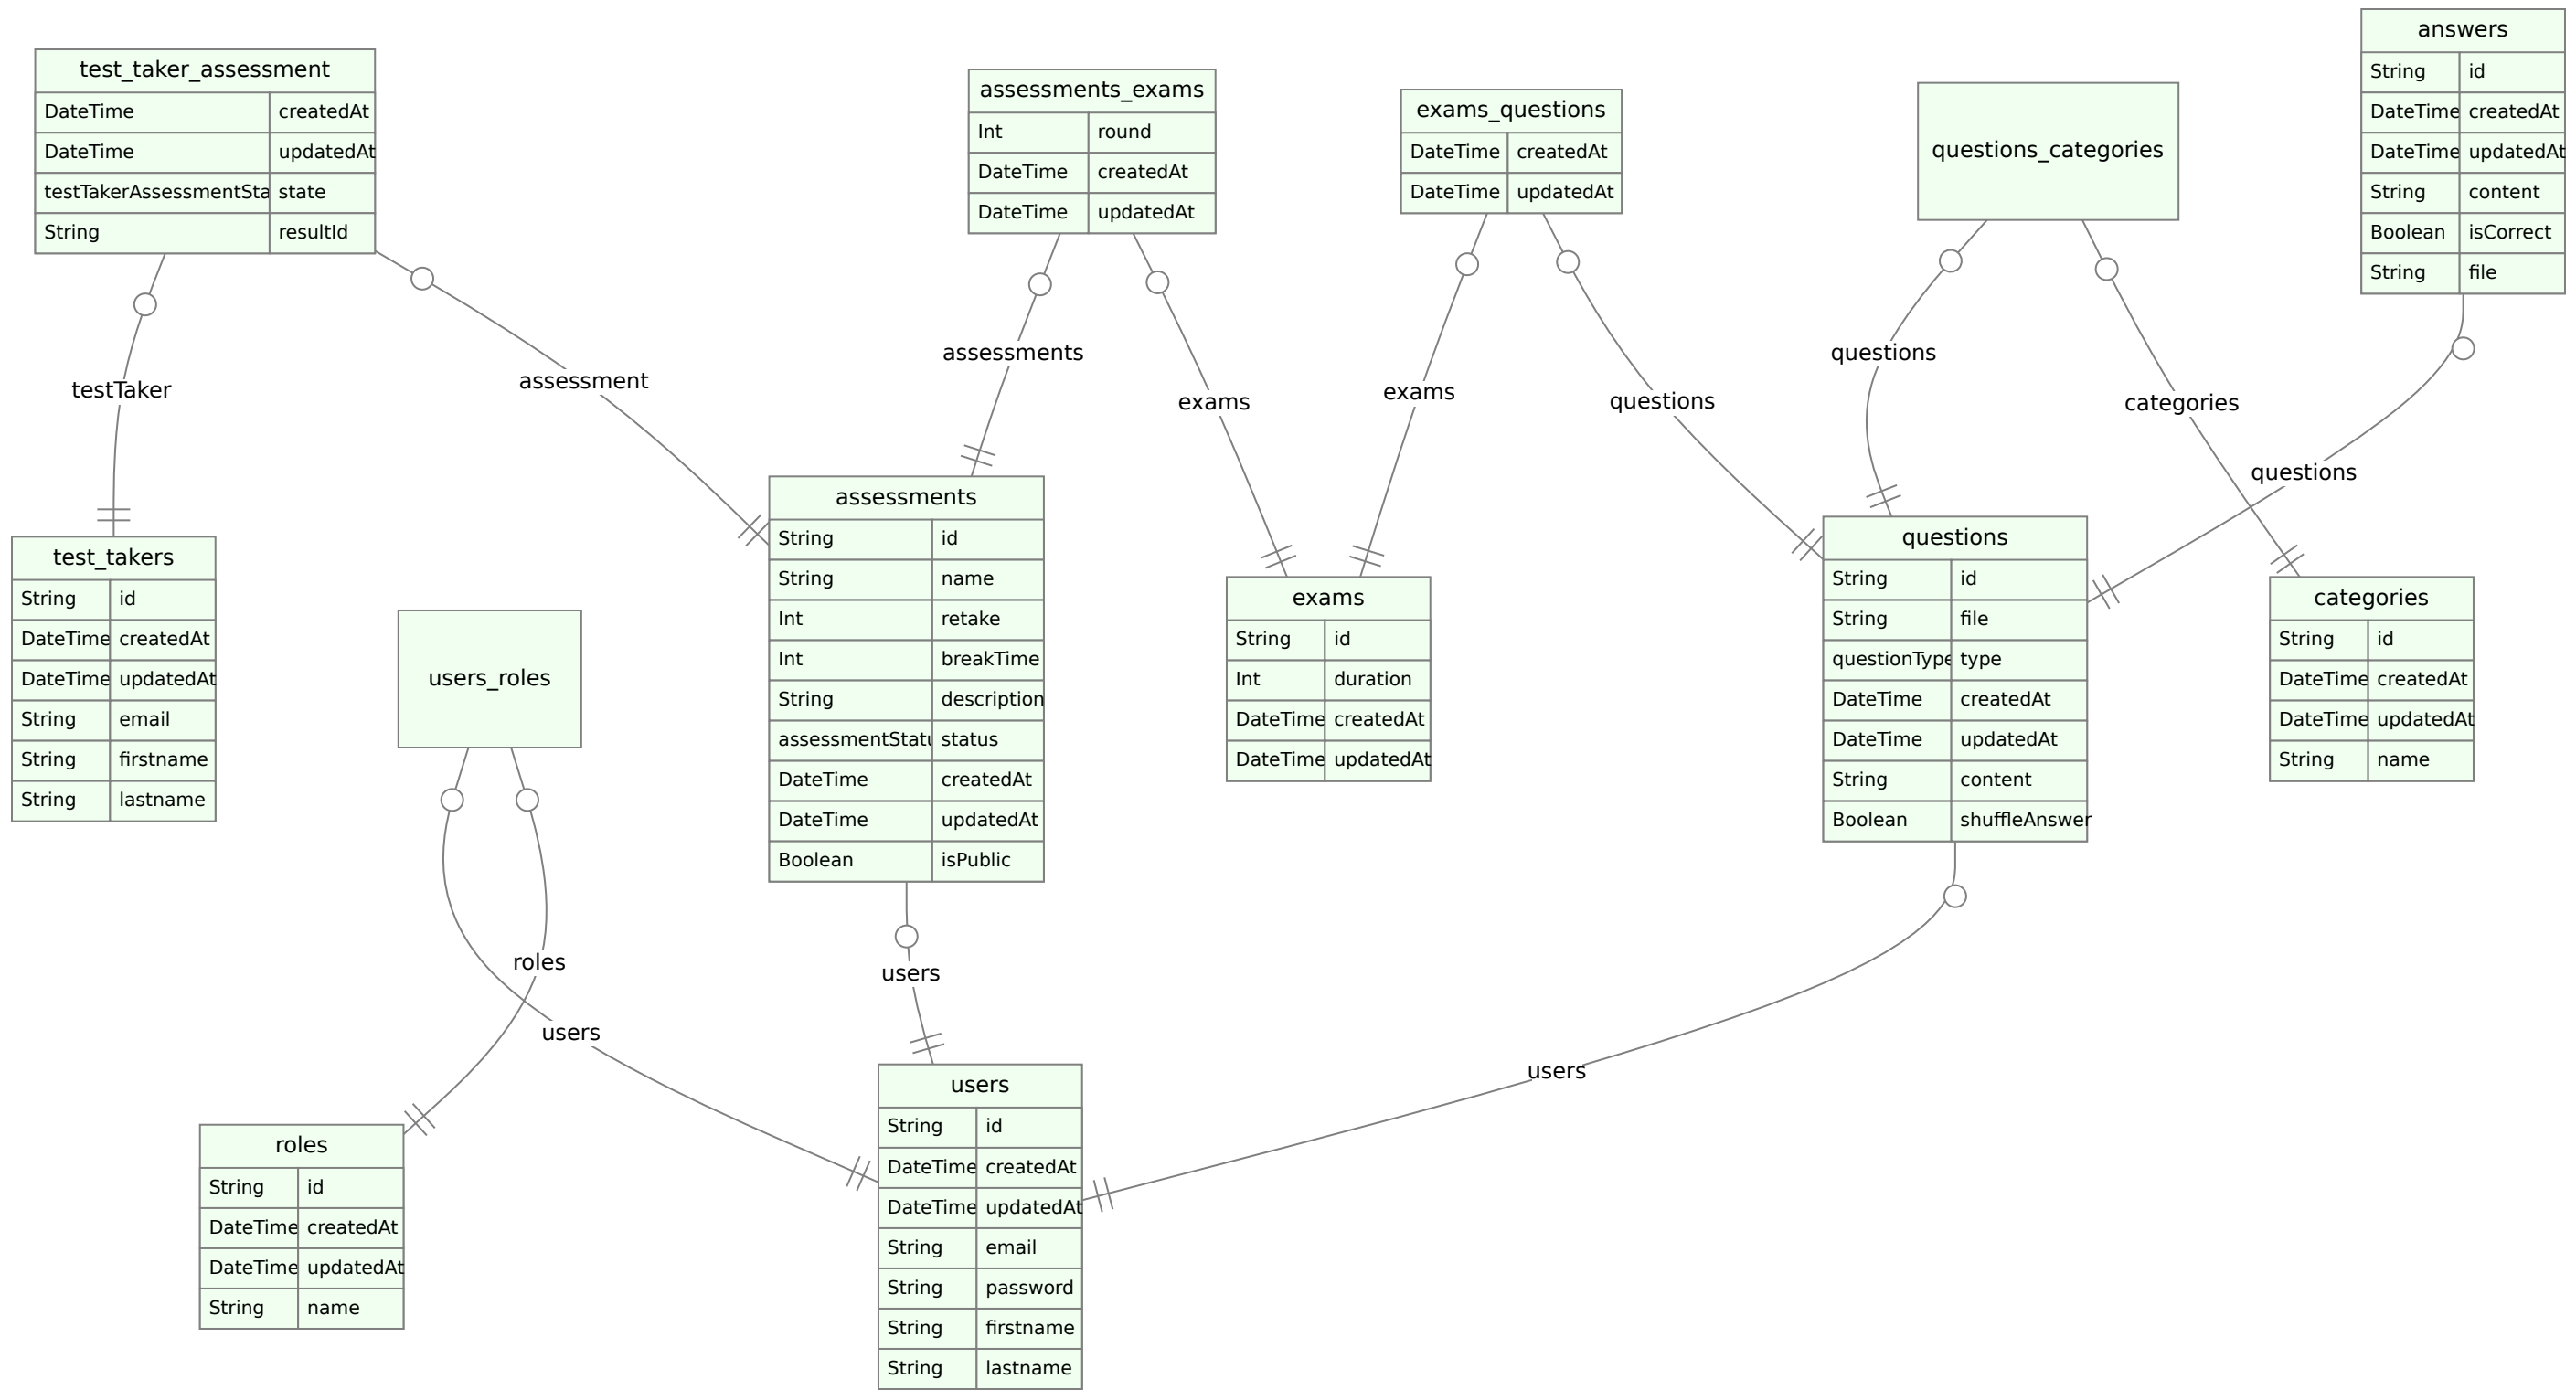 test_taker_assessment
DateTime createdAt
DateTime updatedAt
testTakerAssessmentSta state
String resultId
assessments_exams
Int round
DateTime createdAt
DateTime updatedAt
exams_questions
DateTime createdAt
DateTime updatedAt
questions_categories
answers
String id
DateTime createdAt
DateTime updatedAt
String content
Boolean isCorrect
String file
testTaker
assessment
assessments
exams
exams
questions
questions
categories
questions
test_takers
String id
DateTime createdAt
DateTime updatedAt
String email
String firstname
String lastname
users_roles
assessments
String id
String name
Int retake
Int breakTime
String description
assessmentStatu status
DateTime createdAt
DateTime updatedAt
Boolean isPublic
exams
String id
Int duration
DateTime createdAt
DateTime updatedAt
questions
String id
String file
questionType type
DateTime createdAt
DateTime updatedAt
String content
Boolean shuffleAnswer
categories
String id
DateTime createdAt
DateTime updatedAt
String name
roles
users
users
users
roles
String id
DateTime createdAt
DateTime updatedAt
String name
users
String id
DateTime createdAt
DateTime updatedAt
String email
String password
String firstname
String lastname